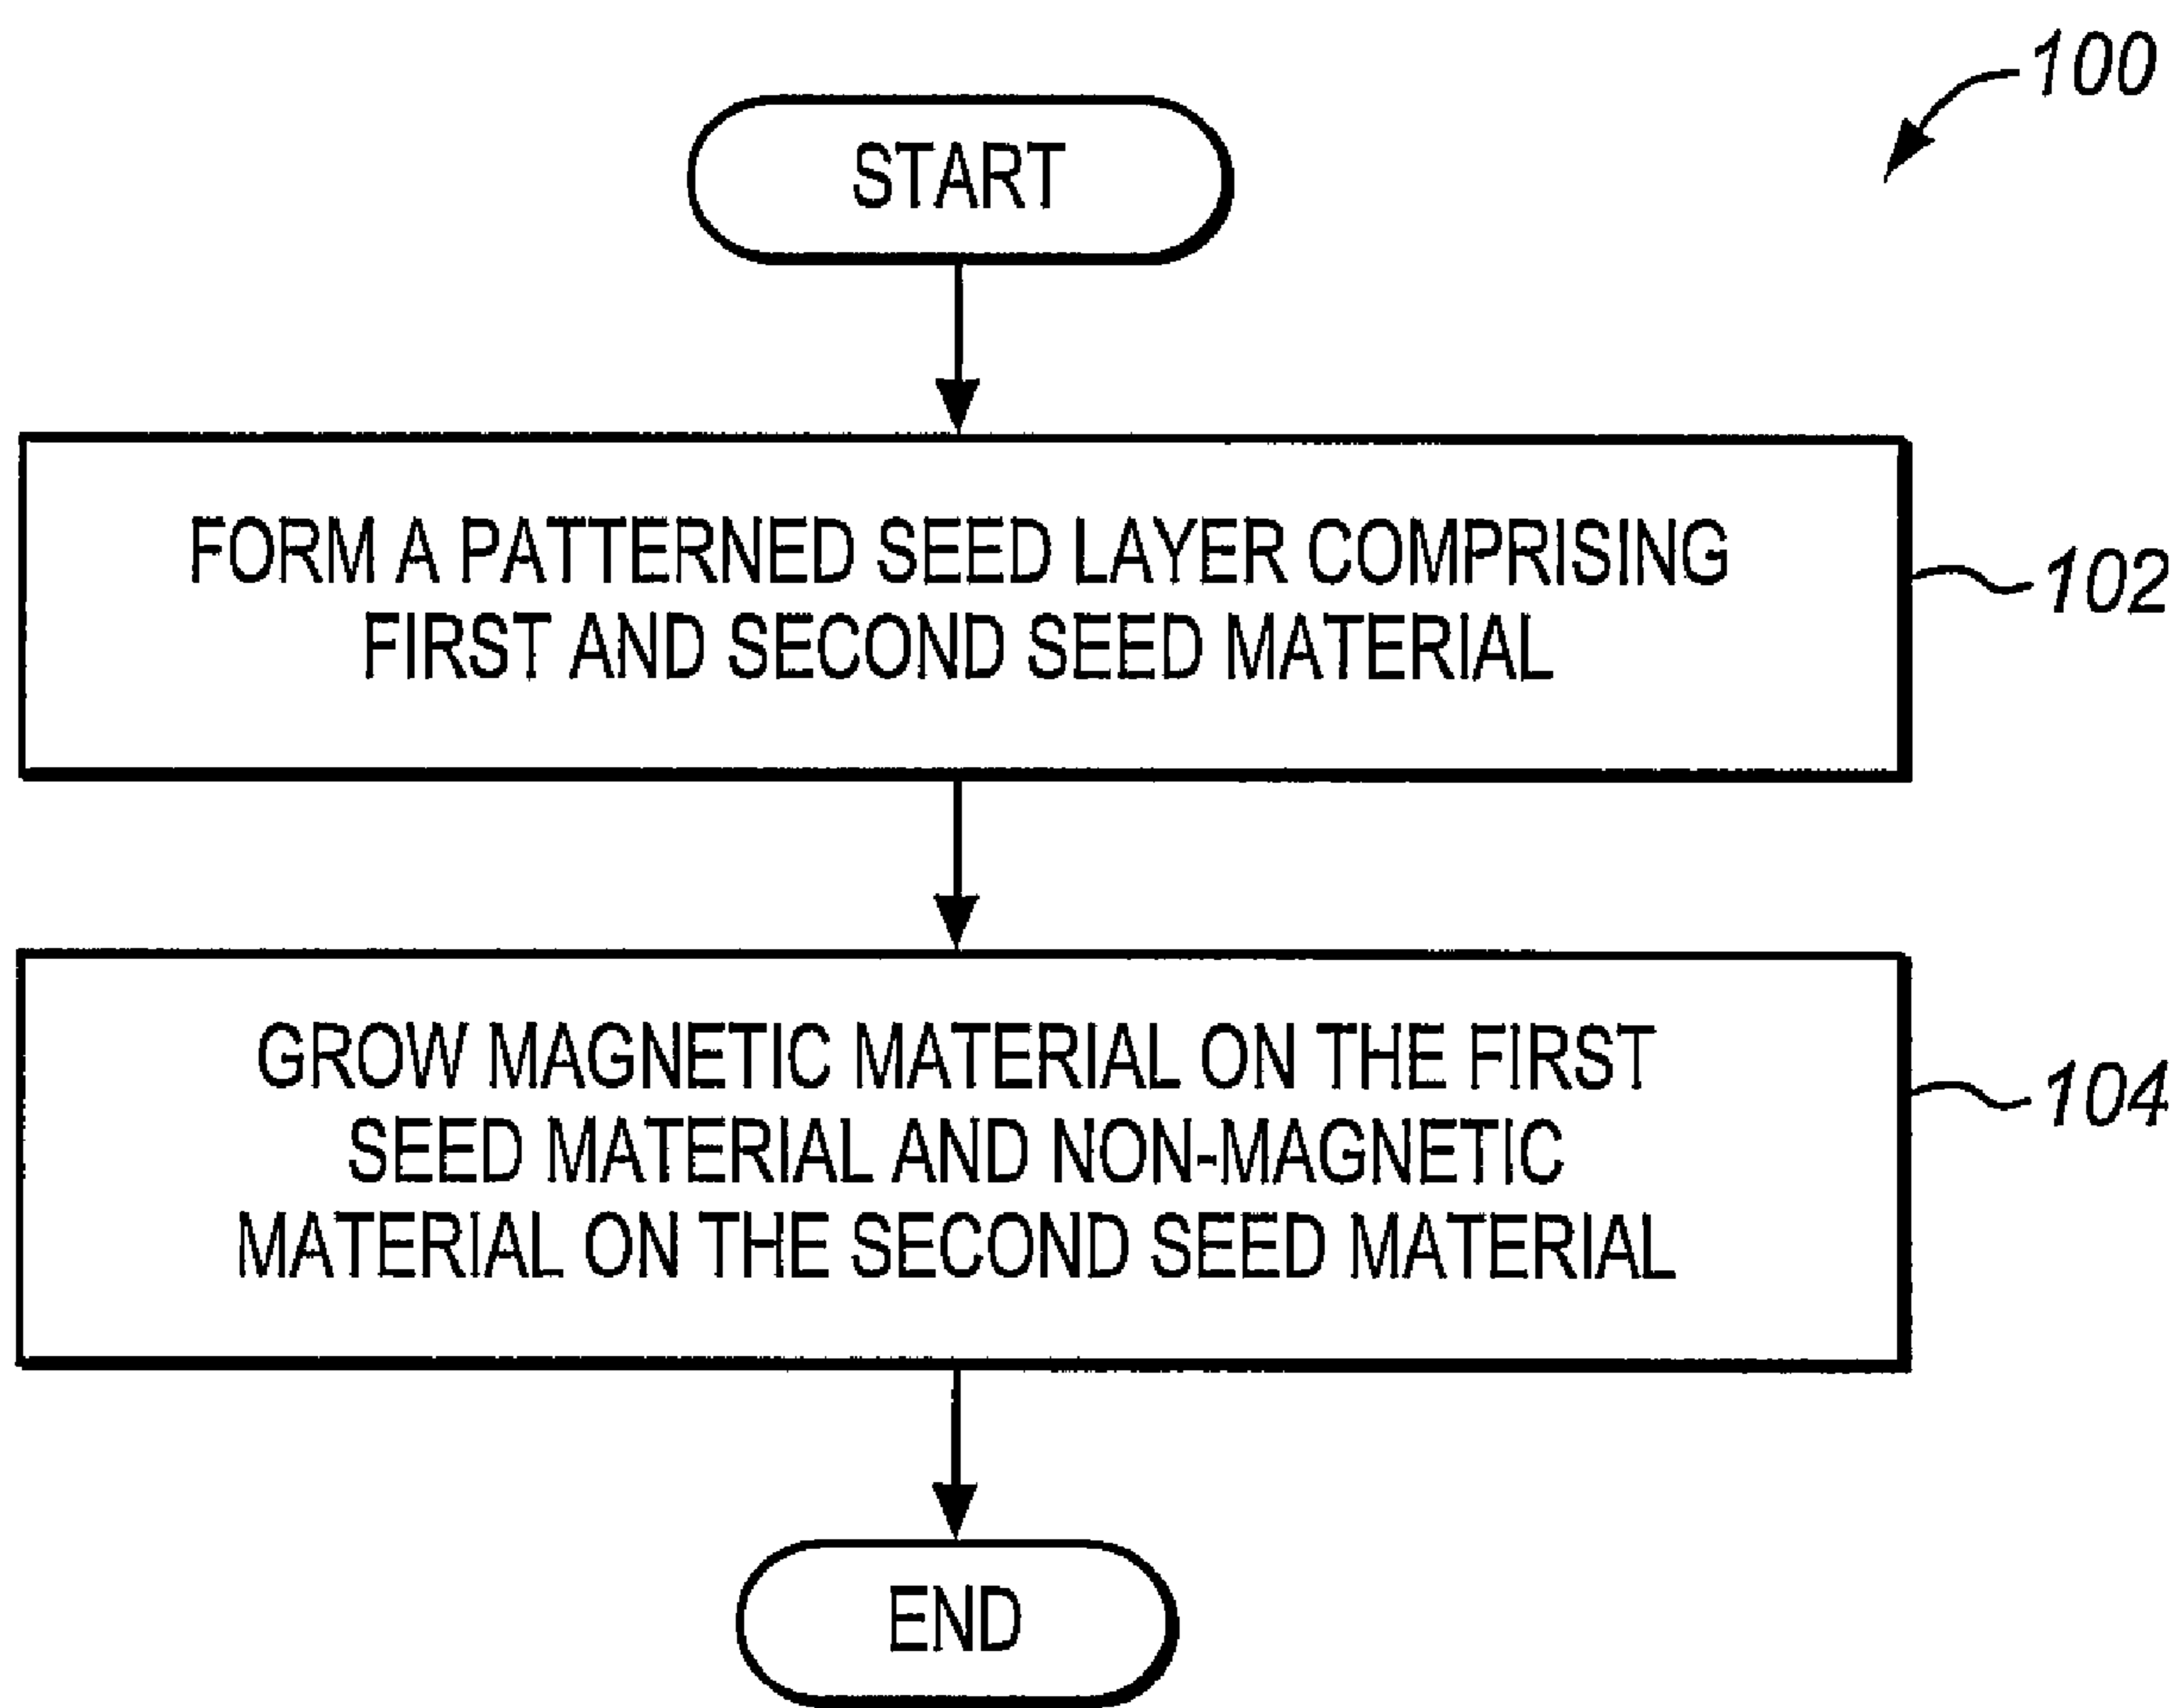 100
START
FORM A PATTERNED SEED LAYER COMPRISING
FIRST AND SECOND SEED MATERIAL
102
GROW MAGNETIC MATERIAL ON THE FIRST
SEED MATERIAL AND NON-MAGNETIC
MATERIAL ON THE SECOND SEED MATERIAL
104
END